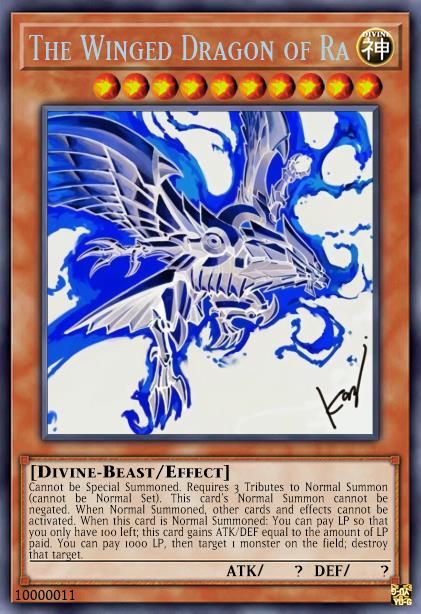 The Winged Dragon of Ra
DIVINE
神
[Divine-Beast/Effect]
Cannot be Special Summoned. Requires 3 Tributes to Normal Summon
(cannot be Normal Set). This card's Normal Summon cannot be
negated. When Normal Summoned, other cards and effects cannot be
activated. When this card is Normal Summoned: You can pay LP so that
you only have 100 left; this card gains ATK/DEF equal to the amount of LP
paid. You can pay 1000 LP, then target 1 monster on the field; destroy
that target.
ATK/ ? DEF/ ?
10000011